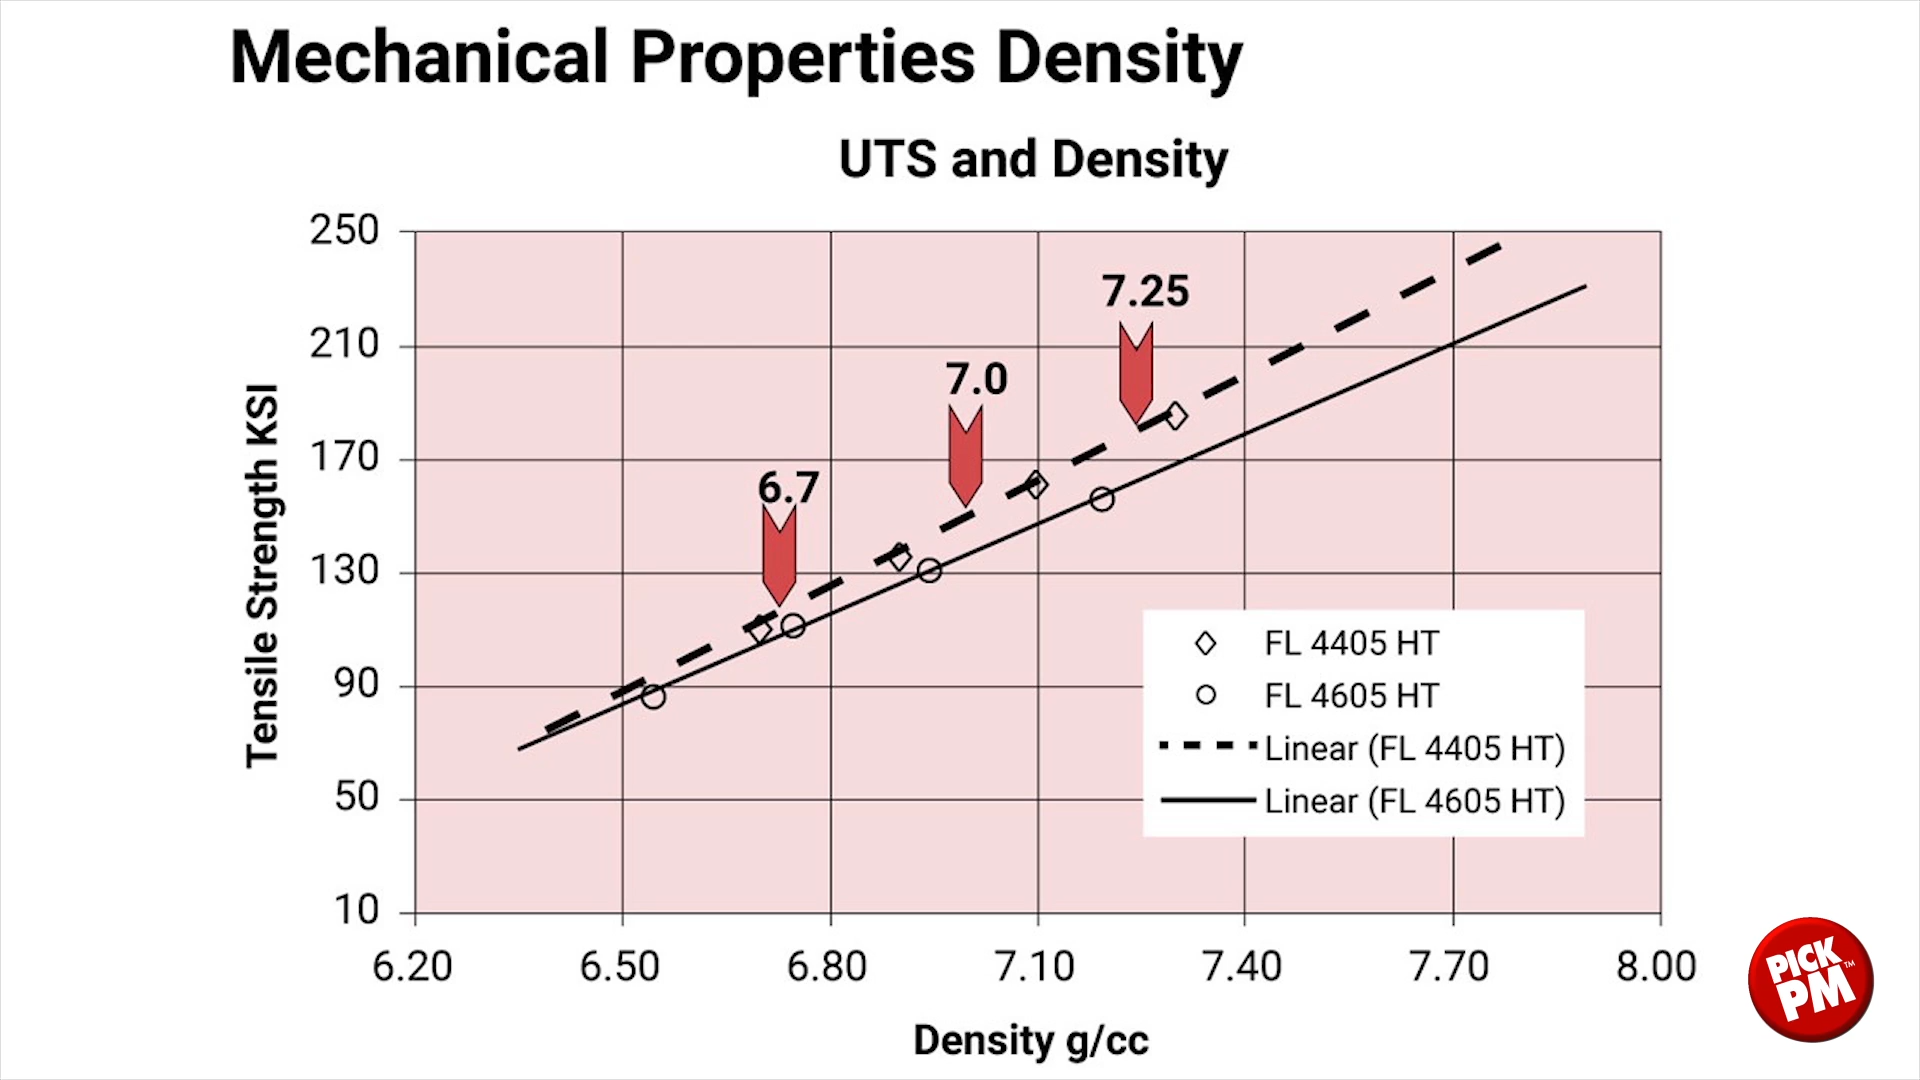 Mechanical Properties Density
UTS and Density
250
210
170
130
90
50
10
Tensile Strength KSI
7.25
7.0
6.7
FL 4405 HT
FL 4605 HT
Linear (FL 4405 HT)
Linear (FL 4605 HT)
6.20 6.50 6.80 7.10 7.40 7.70 8.00
Density g/cc
PICK
PM™